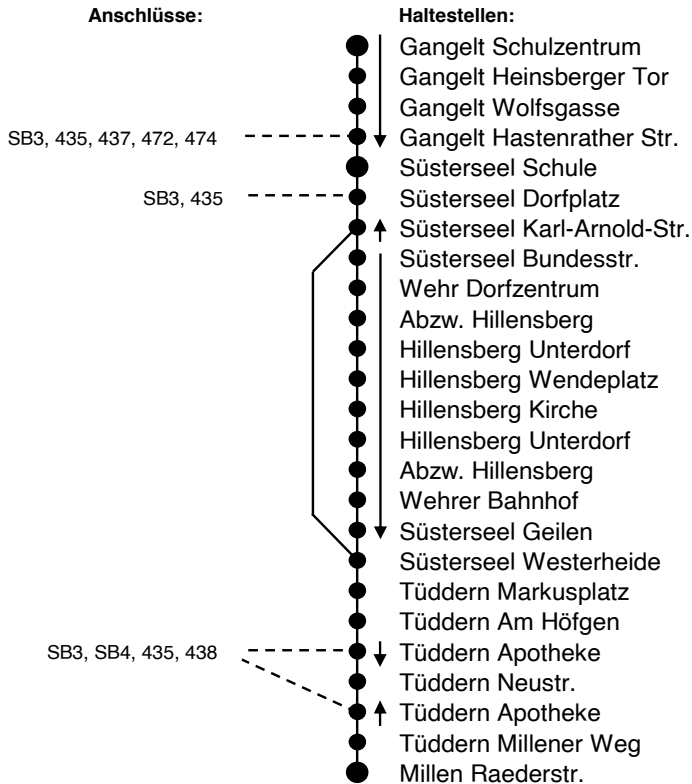 Anschlüsse: Haltestellen:
Gangelt Schulzentrum
Gangelt Heinsberger Tor
Gangelt Wolfsgasse
SB3, 435, 437, 472, 474 Gangelt Hastenrather Str.
Süsterseel Schule
SB3, 435 Süsterseel Dorfplatz
Süsterseel Karl-Arnold-Str.
Süsterseel Bundesstr.
Wehr Dorfzentrum
Abzw. Hillensberg
Hillensberg Unterdorf
Hillensberg Wendeplatz
Hillensberg Kirche
Hillensberg Unterdorf
Abzw. Hillensberg
Wehrer Bahnhof
Süsterseel Geilen
Süsterseel Westerheide
Tüddern Markusplatz
Tüddern Am Höfgen
SB3, SB4, 435, 438 Tüddern Apotheke
Tüddern Neustr.
Tüddern Apotheke
Tüddern Millener Weg
Millen Raederstr.